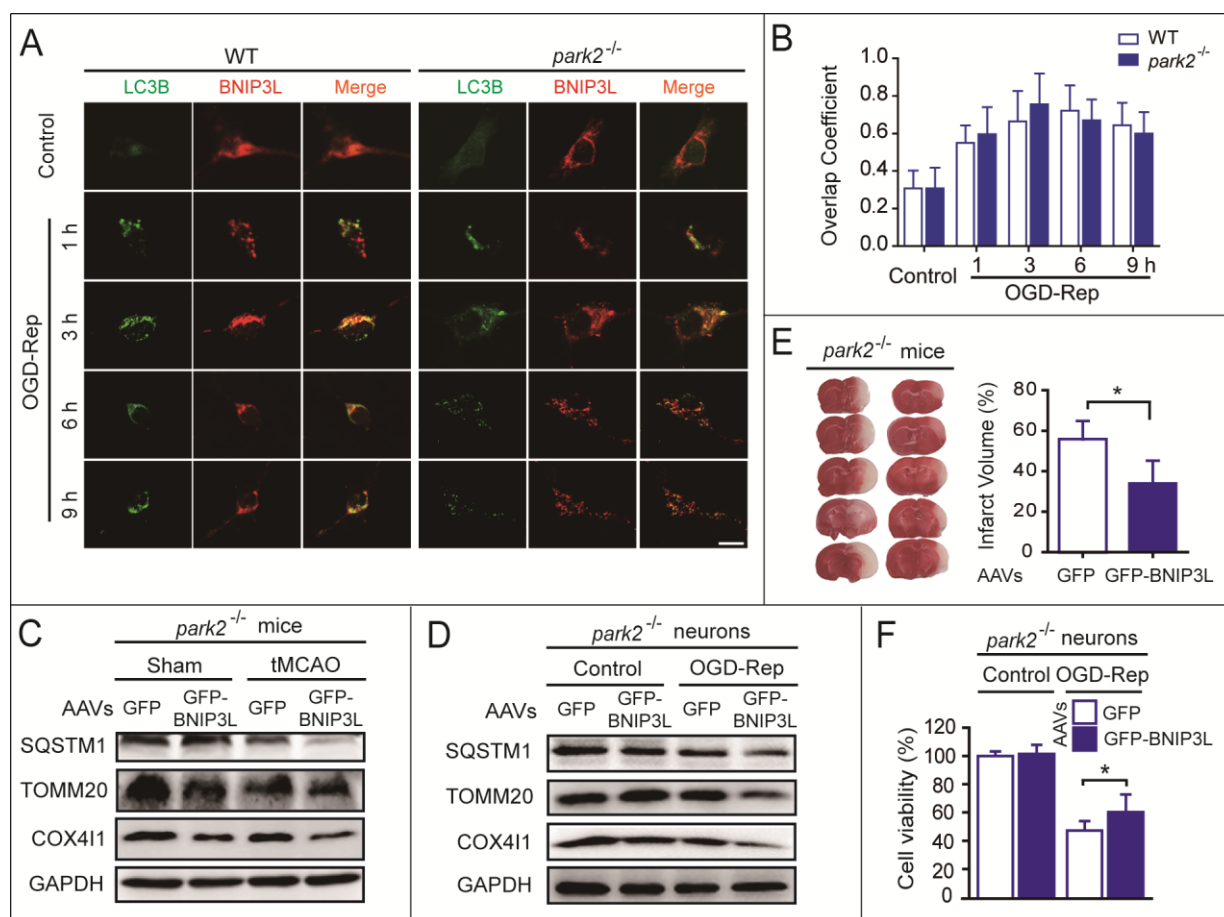 A
WT
park2-/-
LC3B BNIP3L Merge LC3B BNIP3L Merge
Control
OGD-Rep
1 h
3 h
6 h
9 h
B
WT
park2-/-
Overlap Coefficient
1.0
0.8
0.6
0.4
0.2
0.0
Control 1 3 6 9 h
OGD-Rep
E
park2-/- mice
Infarct Volume (%)
80
60
40
20
0
AAVs GFP GFP-BNIP3L
C
park2-/- mice
Sham tMCAO
AAVs GFP GFP-BNIP3L GFP GFP-BNIP3L
SQSTM1
TOMM20
COX4I1
GAPDH
D
park2-/- neurons
Control OGD-Rep
AAVs GFP GFP-BNIP3L GFP GFP-BNIP3L
SQSTM1
TOMM20
COX4I1
GAPDH
F
park2-/- neurons
Control OGD-Rep
AAVs
GFP
GFP-BNIP3L
Cell viability (%)
120
100
80
60
40
20
0
*
*